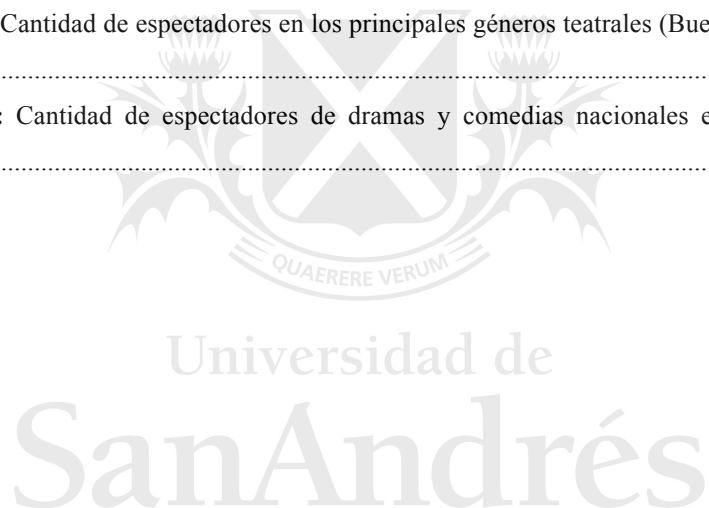 Cantidad de espectadores en los principales géneros teatrales (Bue
....................................................................................................................
: Cantidad de espectadores de dramas y comedias nacionales e
....................................................................................................................
QUAERERE VERUM
Universidad de
SanAndrés